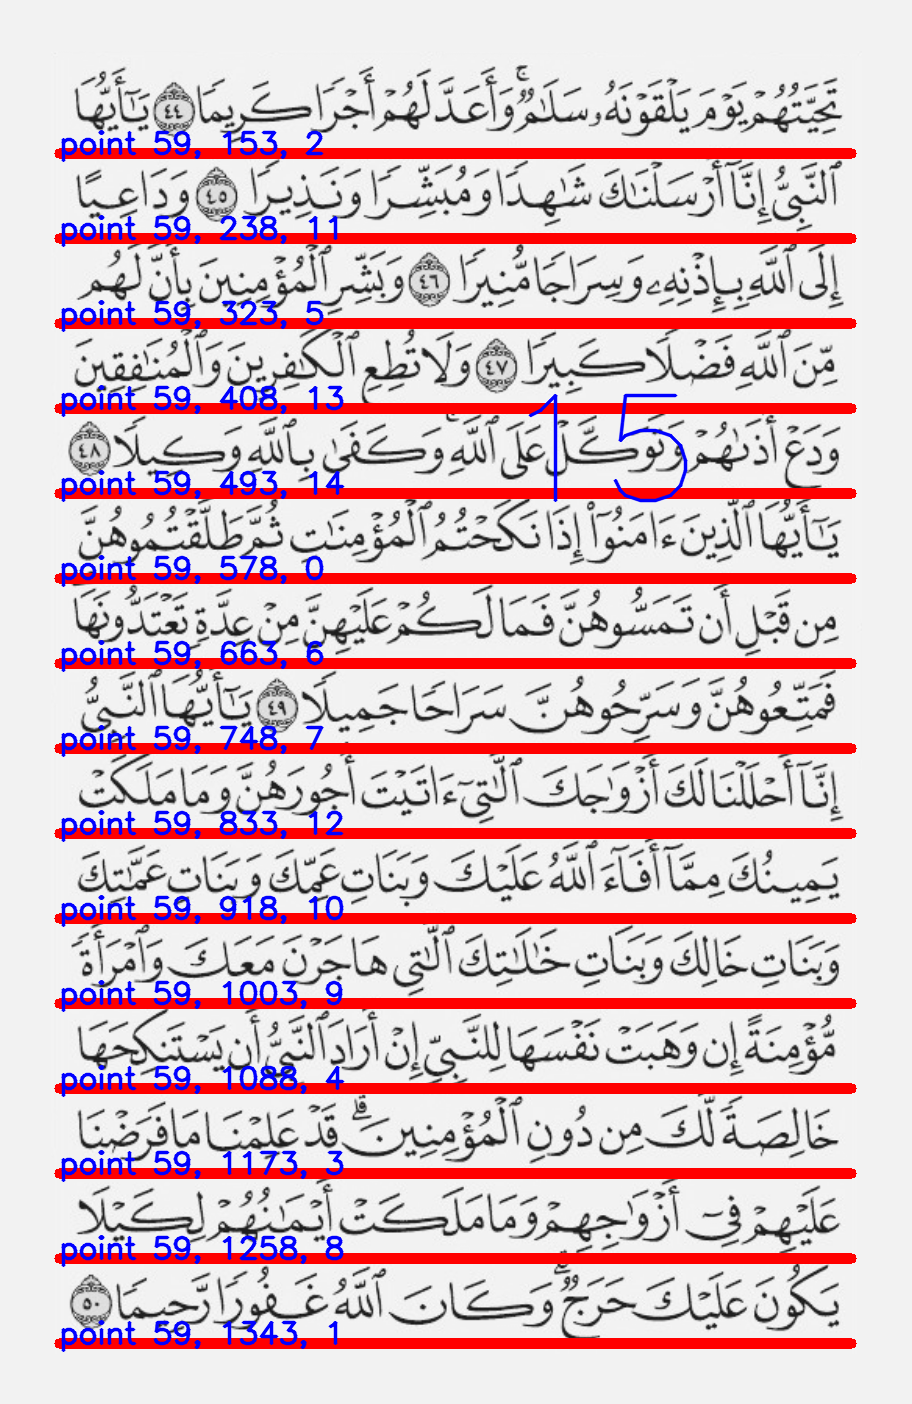 تَحِيَّتُهُمْ يَوْمَ يَلْقَوْنَهُۥ سَلَٰمٌۚ وَأَعَدَّ لَهُمْ أَجْرًا كَرِيمًا ٤٤ يَٰٓأَيُّهَا
point 59, 153, 2
ٱلنَّبِىُّ إِنَّآ أَرْسَلْنَٰكَ شَٰهِدًا وَمُبَشِّرًا وَنَذِيرًا ٤٥ وَدَاعِيًا
point 59, 238, 11
إِلَى ٱللَّهِ بِإِذْنِهِۦ وَسِرَاجًا مُّنِيرًا ٤٦ وَبَشِّرِ ٱلْمُؤْمِنِينَ بِأَنَّ لَهُم
point 59, 323, 5
مِّنَ ٱللَّهِ فَضْلًا كَبِيرًا ٤٧ وَلَا تُطِعِ ٱلْكَٰفِرِينَ وَٱلْمُنَٰفِقِينَ
point 59, 408, 13
وَدَعْ أَذَىٰهُمْ وَتَوَكَّلْ عَلَى ٱللَّهِۚ وَكَفَىٰ بِٱللَّهِ وَكِيلًا ٤٨
15
point 59, 493, 14
يَٰٓأَيُّهَا ٱلَّذِينَ ءَامَنُوٓا۟ إِذَا نَكَحْتُمُ ٱلْمُؤْمِنَٰتِ ثُمَّ طَلَّقْتُمُوهُنَّ
point 59, 578, 0
مِن قَبْلِ أَن تَمَسُّوهُنَّ فَمَا لَكُمْ عَلَيْهِنَّ مِنْ عِدَّةٍ تَعْتَدُّونَهَا
point 59, 663, 6
فَمَتِّعُوهُنَّ وَسَرِّحُوهُنَّ سَرَاحًا جَمِيلًا ٤٩ يَٰٓأَيُّهَا ٱلنَّبِىُّ
point 59, 748, 7
إِنَّآ أَحْلَلْنَا لَكَ أَزْوَٰجَكَ ٱلَّٰتِىٓ ءَاتَيْتَ أُجُورَهُنَّ وَمَا مَلَكَتْ
point 59, 833, 12
يَمِينُكَ مِمَّآ أَفَآءَ ٱللَّهُ عَلَيْكَ وَبَنَاتِ عَمِّكَ وَبَنَاتِ عَمَّٰتِكَ
point 59, 918, 10
وَبَنَاتِ خَالِكَ وَبَنَاتِ خَٰلَٰتِكَ ٱلَّٰتِى هَاجَرْنَ مَعَكَ وَٱمْرَأَةً
point 59, 1003, 9
مُّؤْمِنَةً إِن وَهَبَتْ نَفْسَهَا لِلنَّبِىِّ إِنْ أَرَادَ ٱلنَّبِىُّ أَن يَسْتَنكِحَهَا
point 59, 1088, 4
خَالِصَةً لَّكَ مِن دُونِ ٱلْمُؤْمِنِينَۗ قَدْ عَلِمْنَا مَا فَرَضْنَا
point 59, 1173, 3
عَلَيْهِمْ فِىٓ أَزْوَٰجِهِمْ وَمَا مَلَكَتْ أَيْمَٰنُهُمْ لِكَيْلَا
point 59, 1258, 8
يَكُونَ عَلَيْكَ حَرَجٌۗ وَكَانَ ٱللَّهُ غَفُورًا رَّحِيمًا ٥٠
point 59, 1343, 1